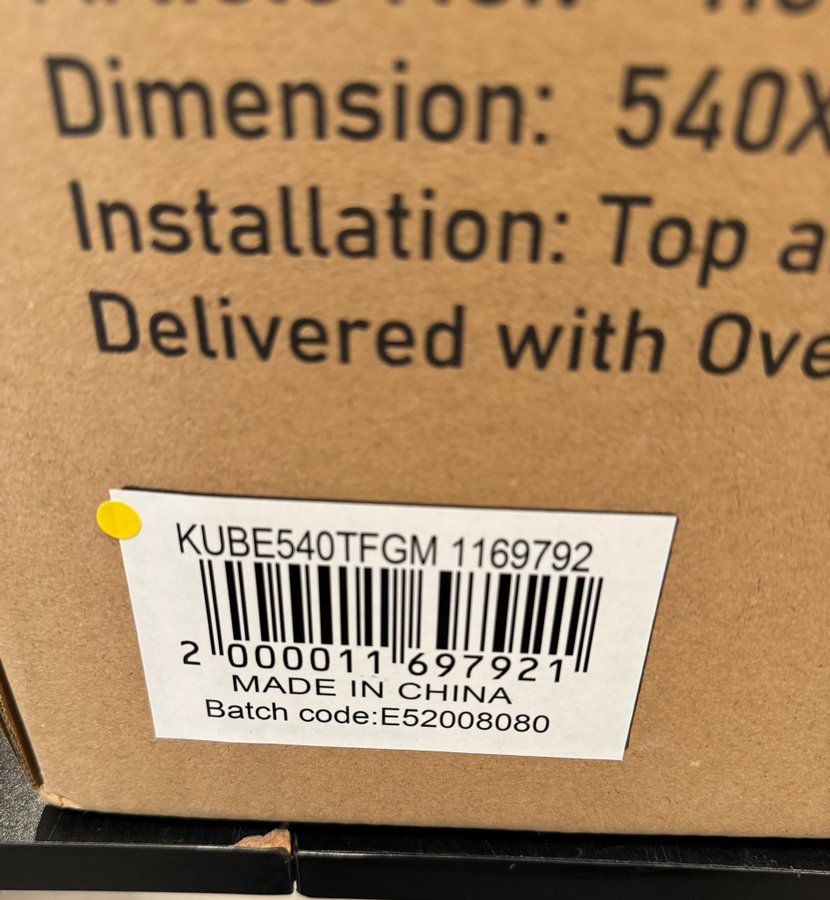 Dimension: 540X
Installation: Top a
Delivered with Ove
KUBE540TFGM 1169792
2 000011 697921
MADE IN CHINA
Batch code:E52008080